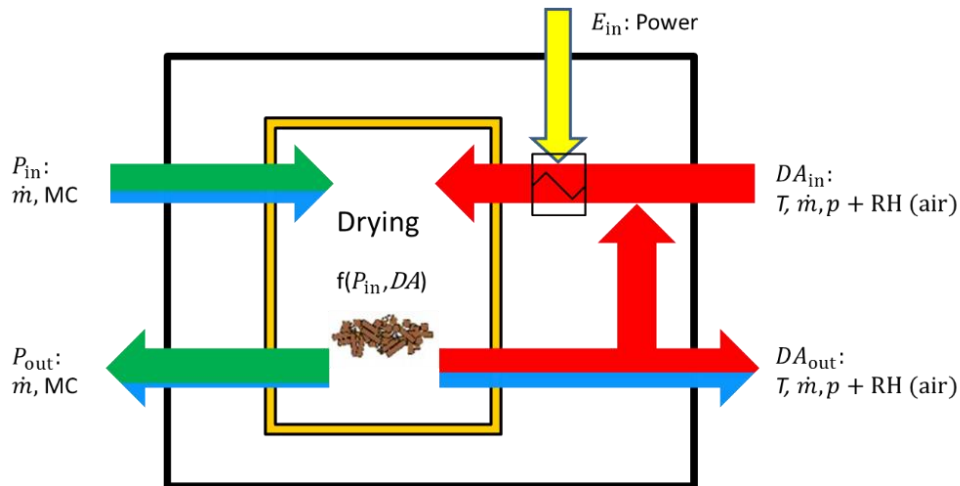 E_in: Power
P_in:
ṁ, MC
DA_in:
T, ṁ, p + RH (air)
Drying
f(P_in, DA)
P_out:
ṁ, MC
DA_out:
T, ṁ, p + RH (air)